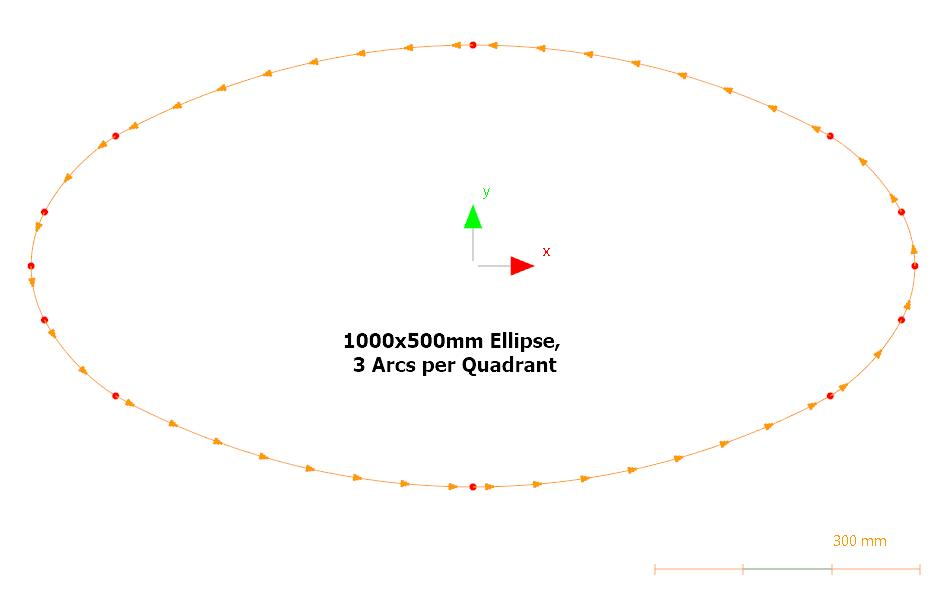 y
x
1000x500mm Ellipse,
3 Arcs per Quadrant
300 mm